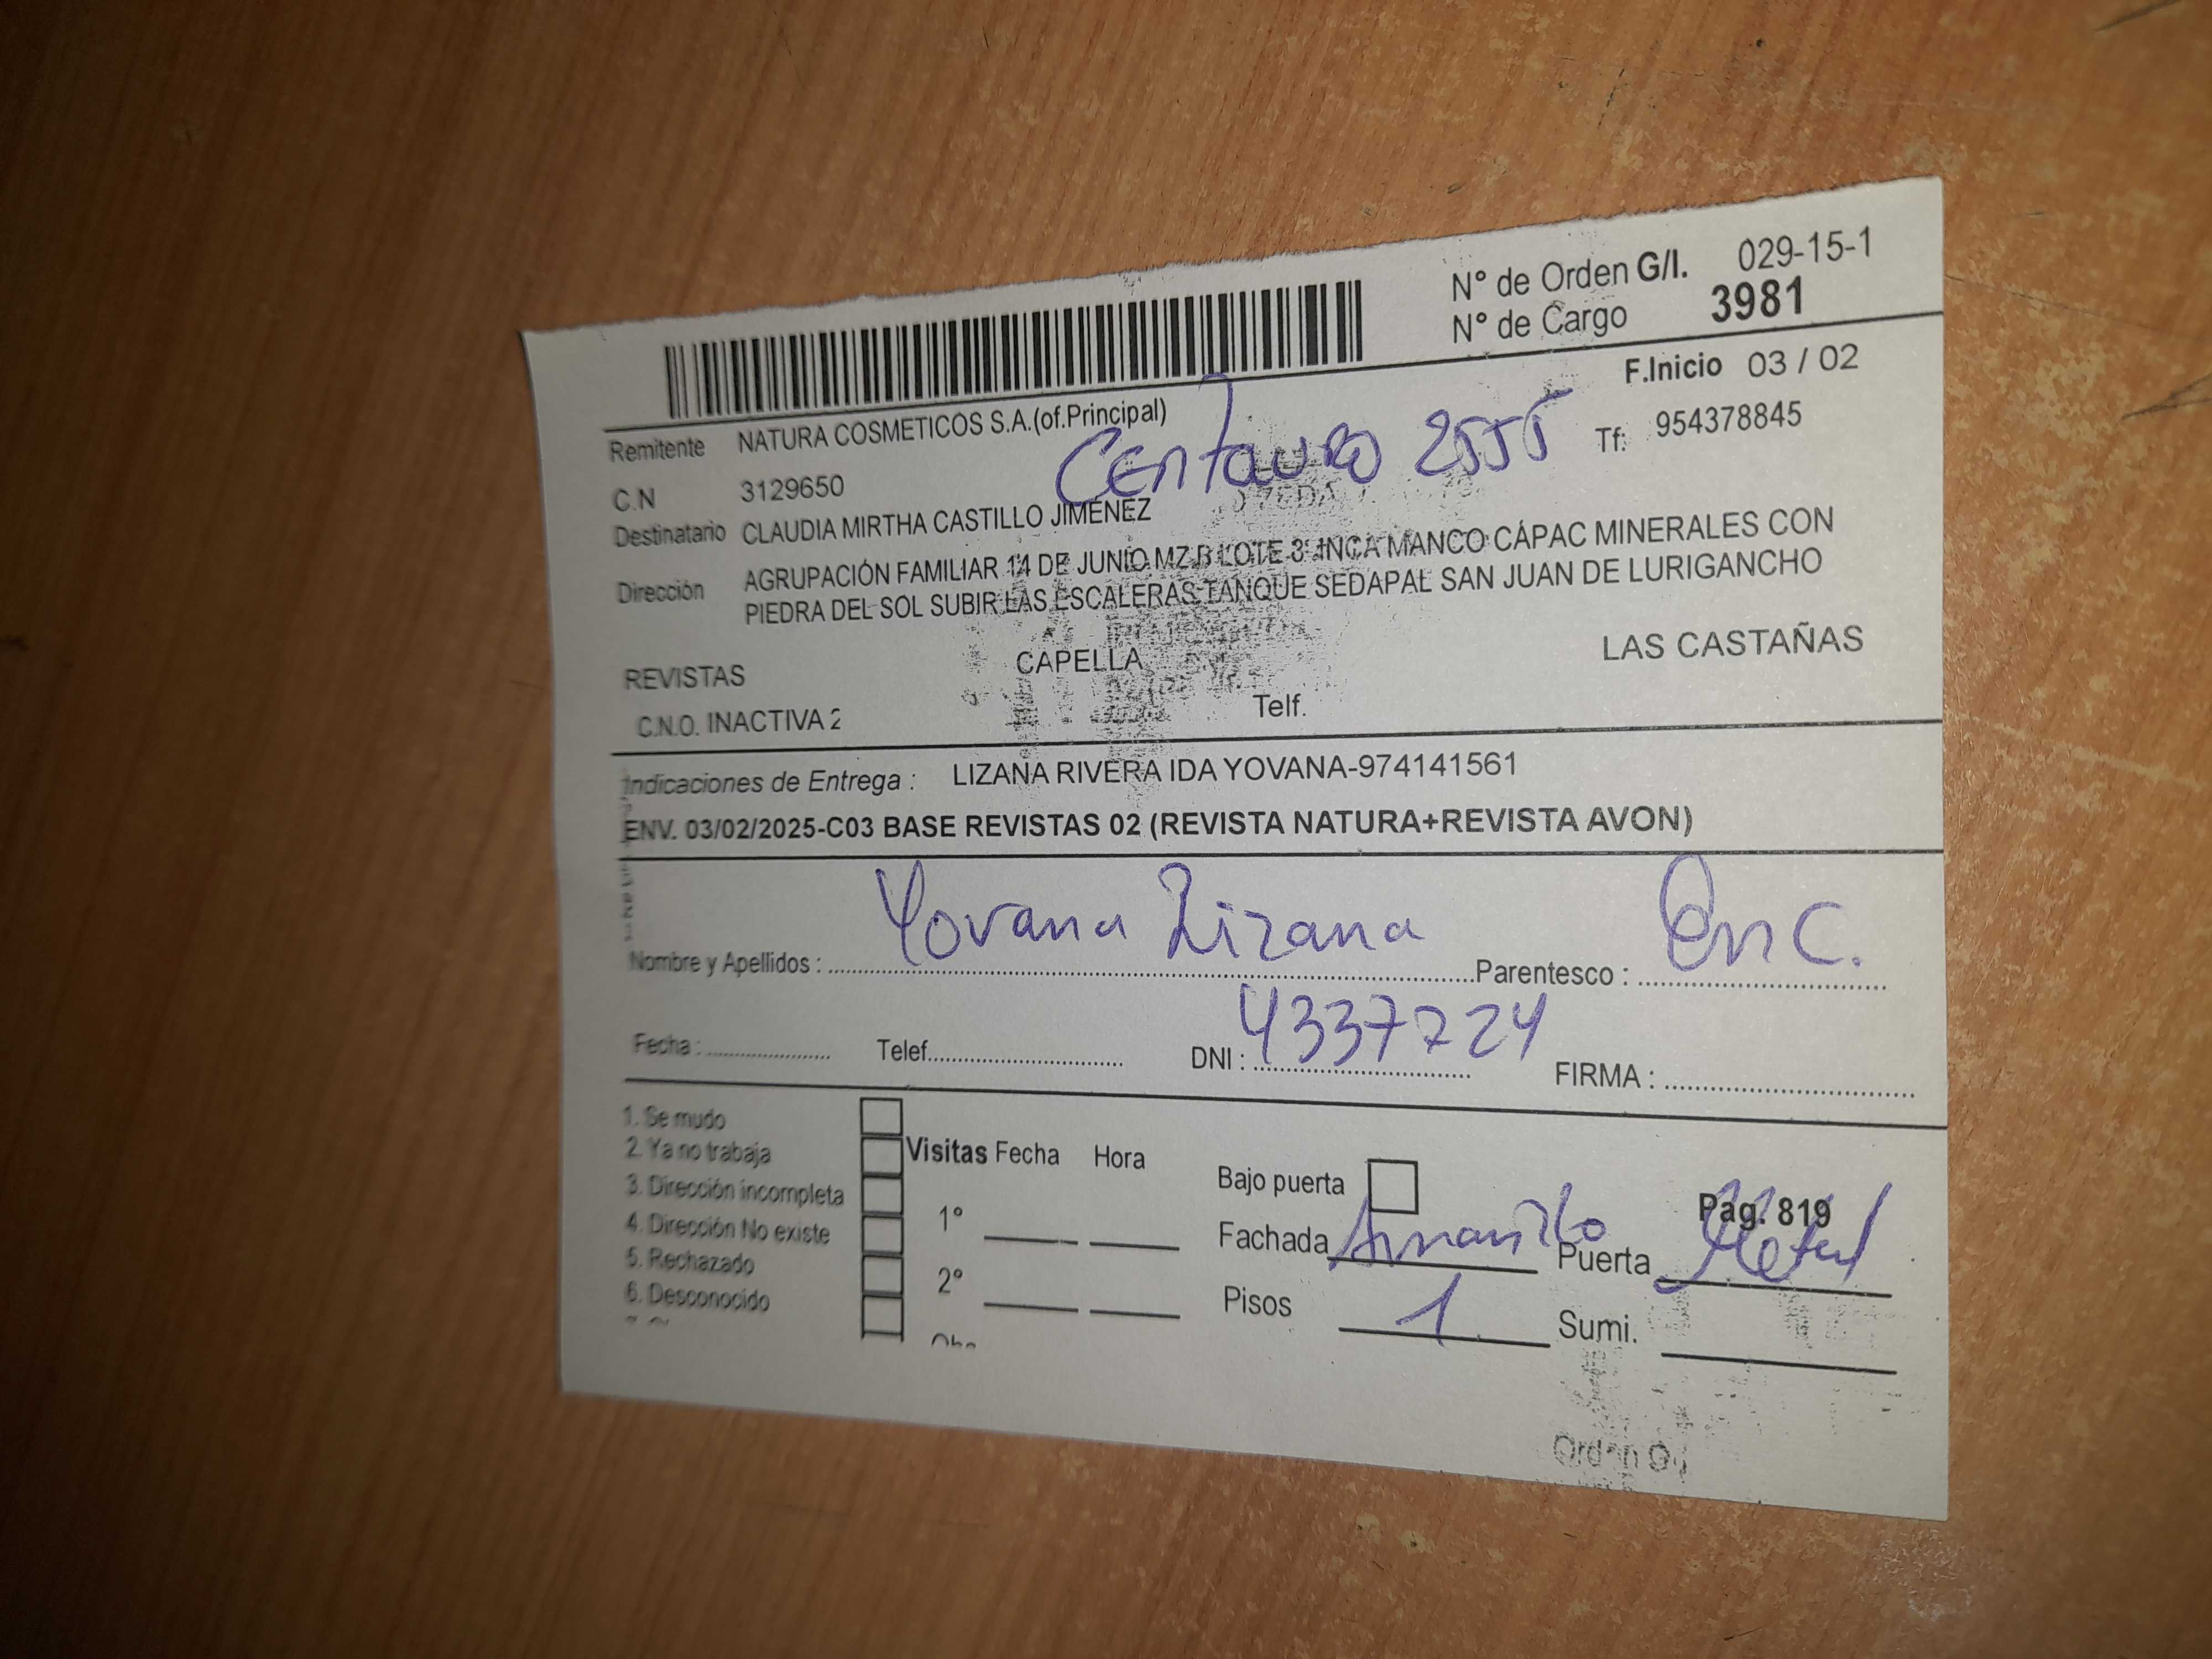 N° de Orden G/I. 029-15-1
N° de Cargo 3981
F.Inicio 03 / 02
Remitente NATURA COSMETICOS S.A.(of.Principal)
Centauro 2555
Tf: 954378845
C.N 3129650
Destinatario CLAUDIA MIRTHA CASTILLO JIMÉNEZ
Dirección AGRUPACIÓN FAMILIAR 14 DE JUNIO MZ.B LOTE 3 INCA MANCO CÁPAC MINERALES CON
PIEDRA DEL SOL SUBIR LAS ESCALERAS TANQUE SEDAPAL SAN JUAN DE LURIGANCHO
REVISTAS CAPELLA LAS CASTAÑAS
C.N.O. INACTIVA 2 Telf.
Indicaciones de Entrega : LIZANA RIVERA IDA YOVANA-974141561
ENV. 03/02/2025-C03 BASE REVISTAS 02 (REVISTA NATURA+REVISTA AVON)
Nombre y Apellidos : Yovana Lizana Parentesco : Enc.
Fecha : Telef. DNI : 4337724 FIRMA :
1. Se mudo
2. Ya no trabaja Visitas Fecha Hora
3. Dirección incompleta Bajo puerta Pag. 819
4. Dirección No existe 1° Fachada Amarillo Puerta Metal
5. Rechazado
6. Desconocido 2° Pisos 1 Sumi.